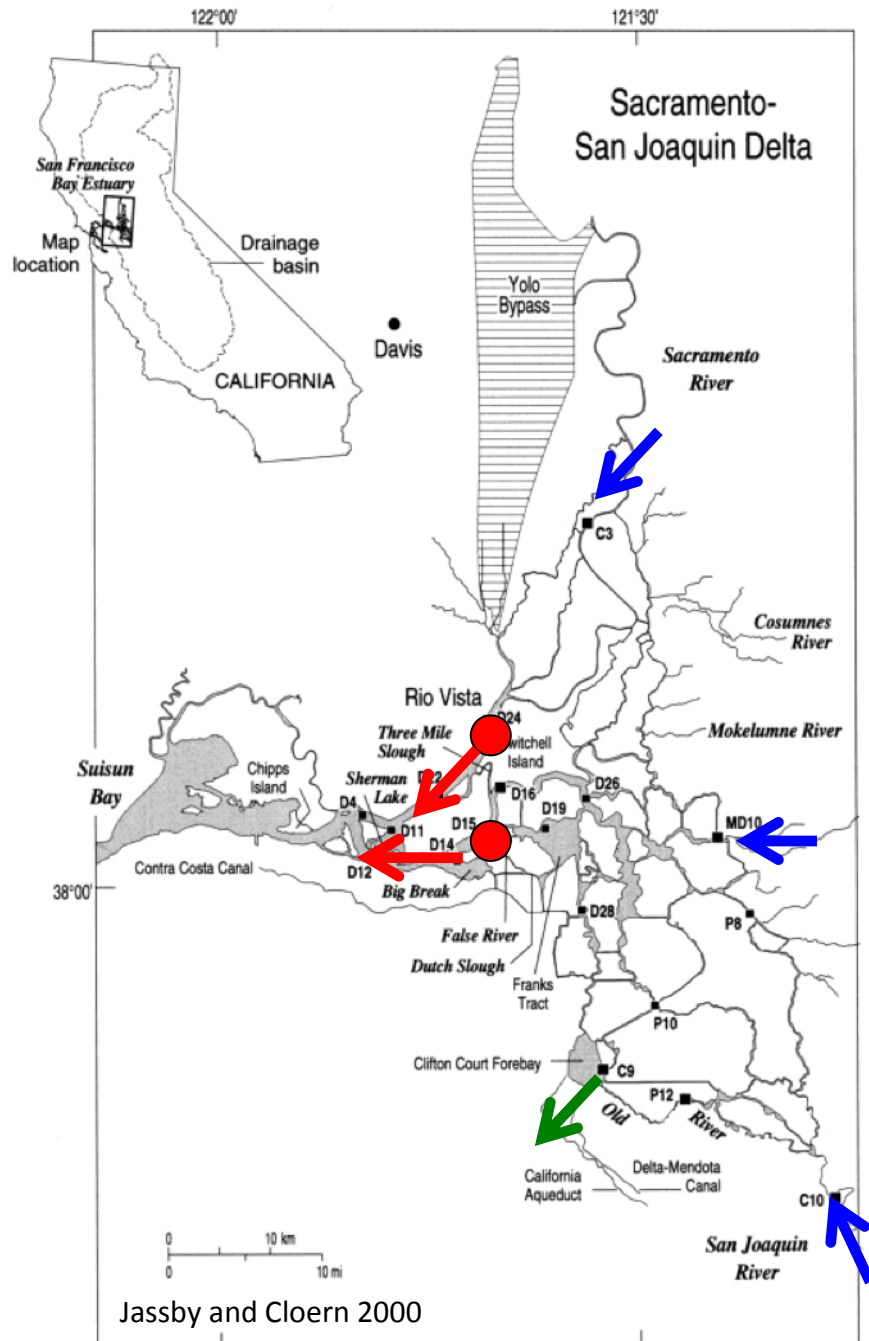 122°00'
121°30'
Sacramento-
San Joaquin Delta
San Francisco
Bay Estuary
Map
location
Drainage
basin
Davis
CALIFORNIA
Yolo
Bypass
Sacramento
River
C3
Cosumnes
River
Rio Vista
D24
Mokelumne River
Three Mile
Slough
Island
Suisun
Bay
Chipps
Island
Sherman
Lake
D16
D26
D4
D11
D15
D19
MD10
D14
Contra Costa Canal
D12
Big Break
38°00'
D28
P8
False River
Dutch Slough
Franks
Tract
P10
Clifton Court Forebay
C9
P12
Old
River
California
Aqueduct
Delta-Mendota
Canal
C10
San Joaquin
River
0
10 km
0
10 mi
Jassby and Cloern 2000